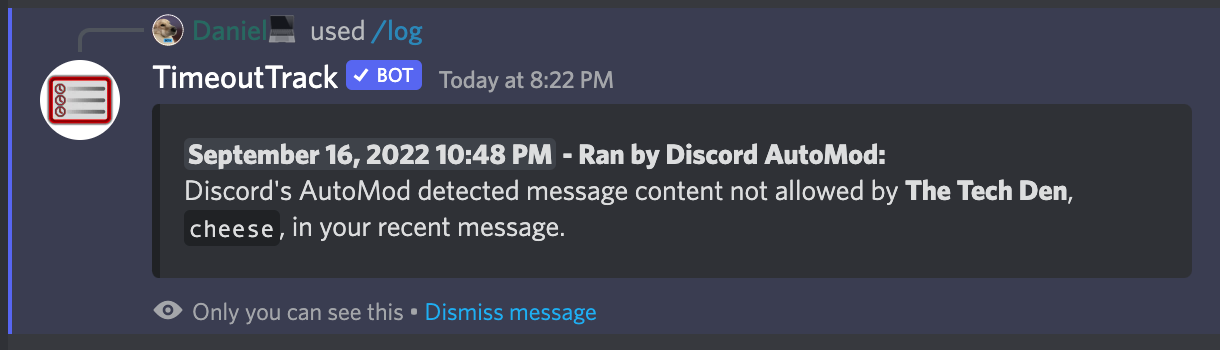 Daniel💻 used /log
TimeoutTrack ✓ BOT Today at 8:22 PM
September 16, 2022 10:48 PM - Ran by Discord AutoMod:
Discord's AutoMod detected message content not allowed by The Tech Den,
cheese, in your recent message.
Only you can see this • Dismiss message